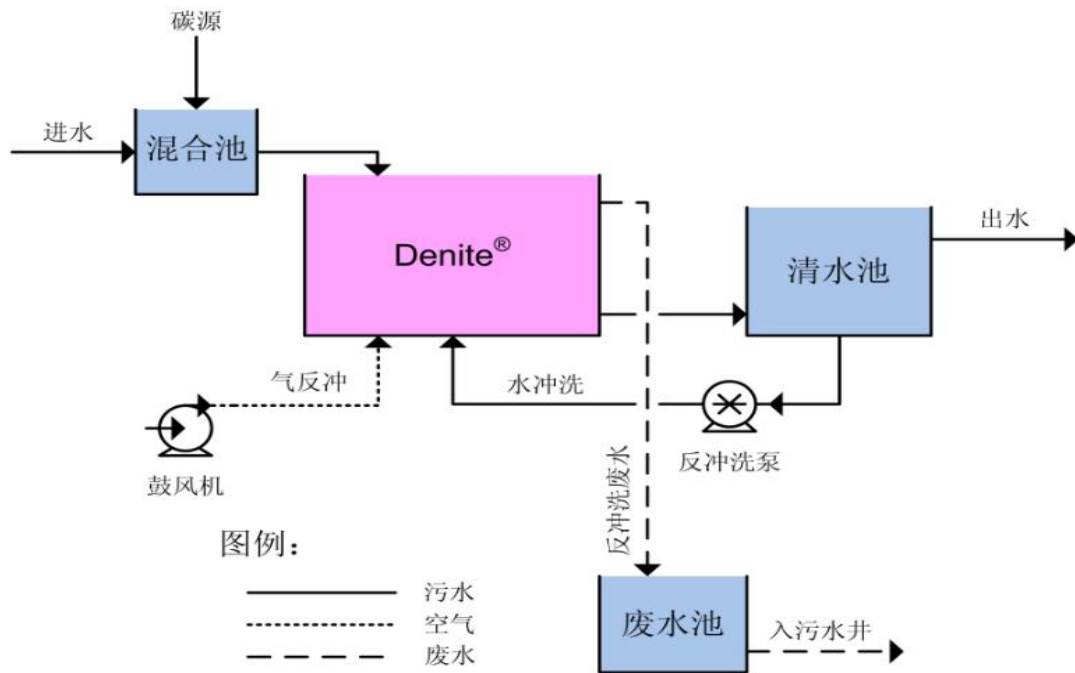 碳源
进水
混合池
Denite®
出水
清水池
气反冲
水冲洗
反冲洗泵
鼓风机
反冲洗废水
图例：
污水
空气
废水
废水池
入污水井